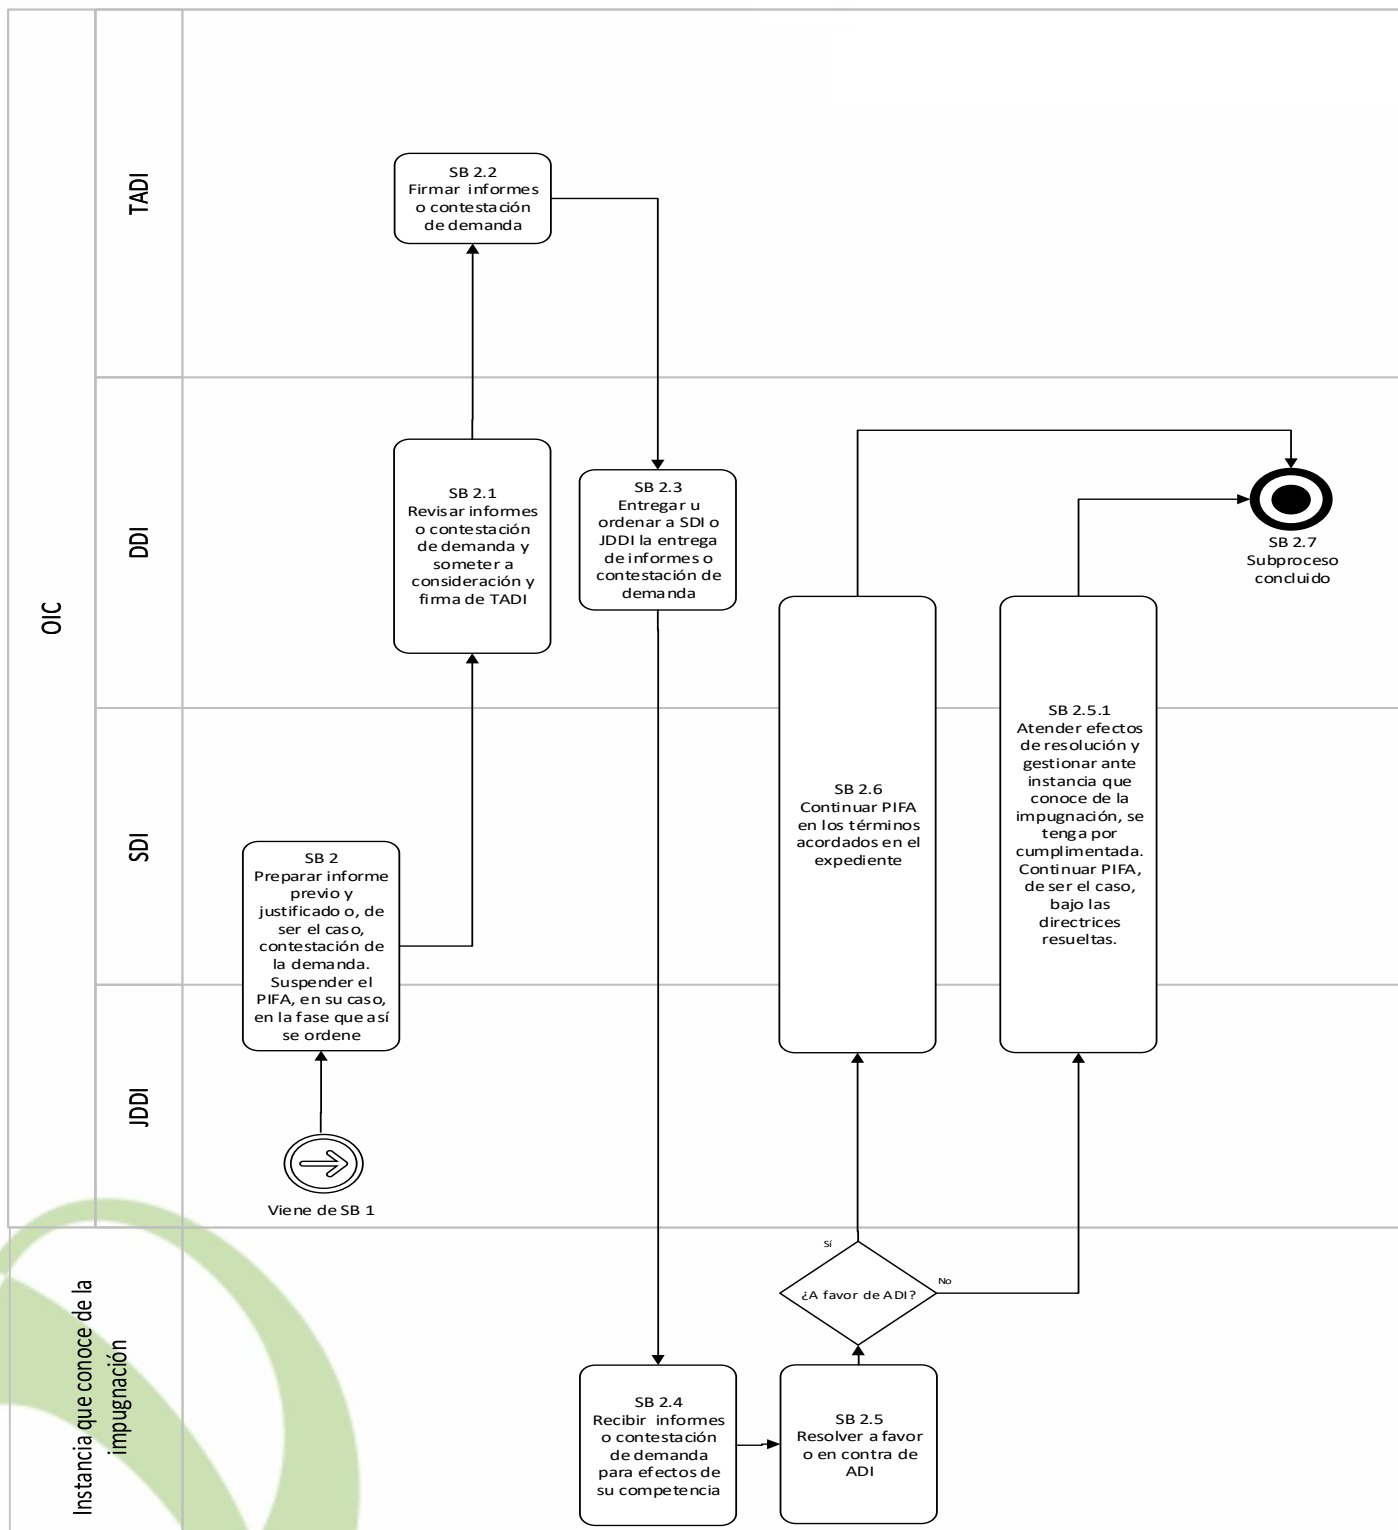 OIC
TADI
DDI
SDI
JDDI
Instancia que conoce de la
impugnación
Viene de SB 1
SB 2
Preparar informe
previo y
justificado o, de
ser el caso,
contestación de
la demanda.
Suspender el
PIFA, en su caso,
en la fase que así
se ordene
SB 2.1
Revisar informes
o contestación
de demanda y
someter a
consideración y
firma de TADI
SB 2.2
Firmar informes
o contestación
de demanda
SB 2.3
Entregar u
ordenar a SDI o
JDDI la entrega
de informes o
contestación de
demanda
SB 2.4
Recibir informes
o contestación
de demanda
para efectos de
su competencia
SB 2.5
Resolver a favor
o en contra de
ADI
¿A favor de ADI?
Sí
No
SB 2.6
Continuar PIFA
en los términos
acordados en el
expediente
SB 2.5.1
Atender efectos
de resolución y
gestionar ante
instancia que
conoce de la
impugnación, se
tenga por
cumplimentada.
Continuar PIFA,
de ser el caso,
bajo las
directrices
resueltas.
SB 2.7
Subproceso
concluido